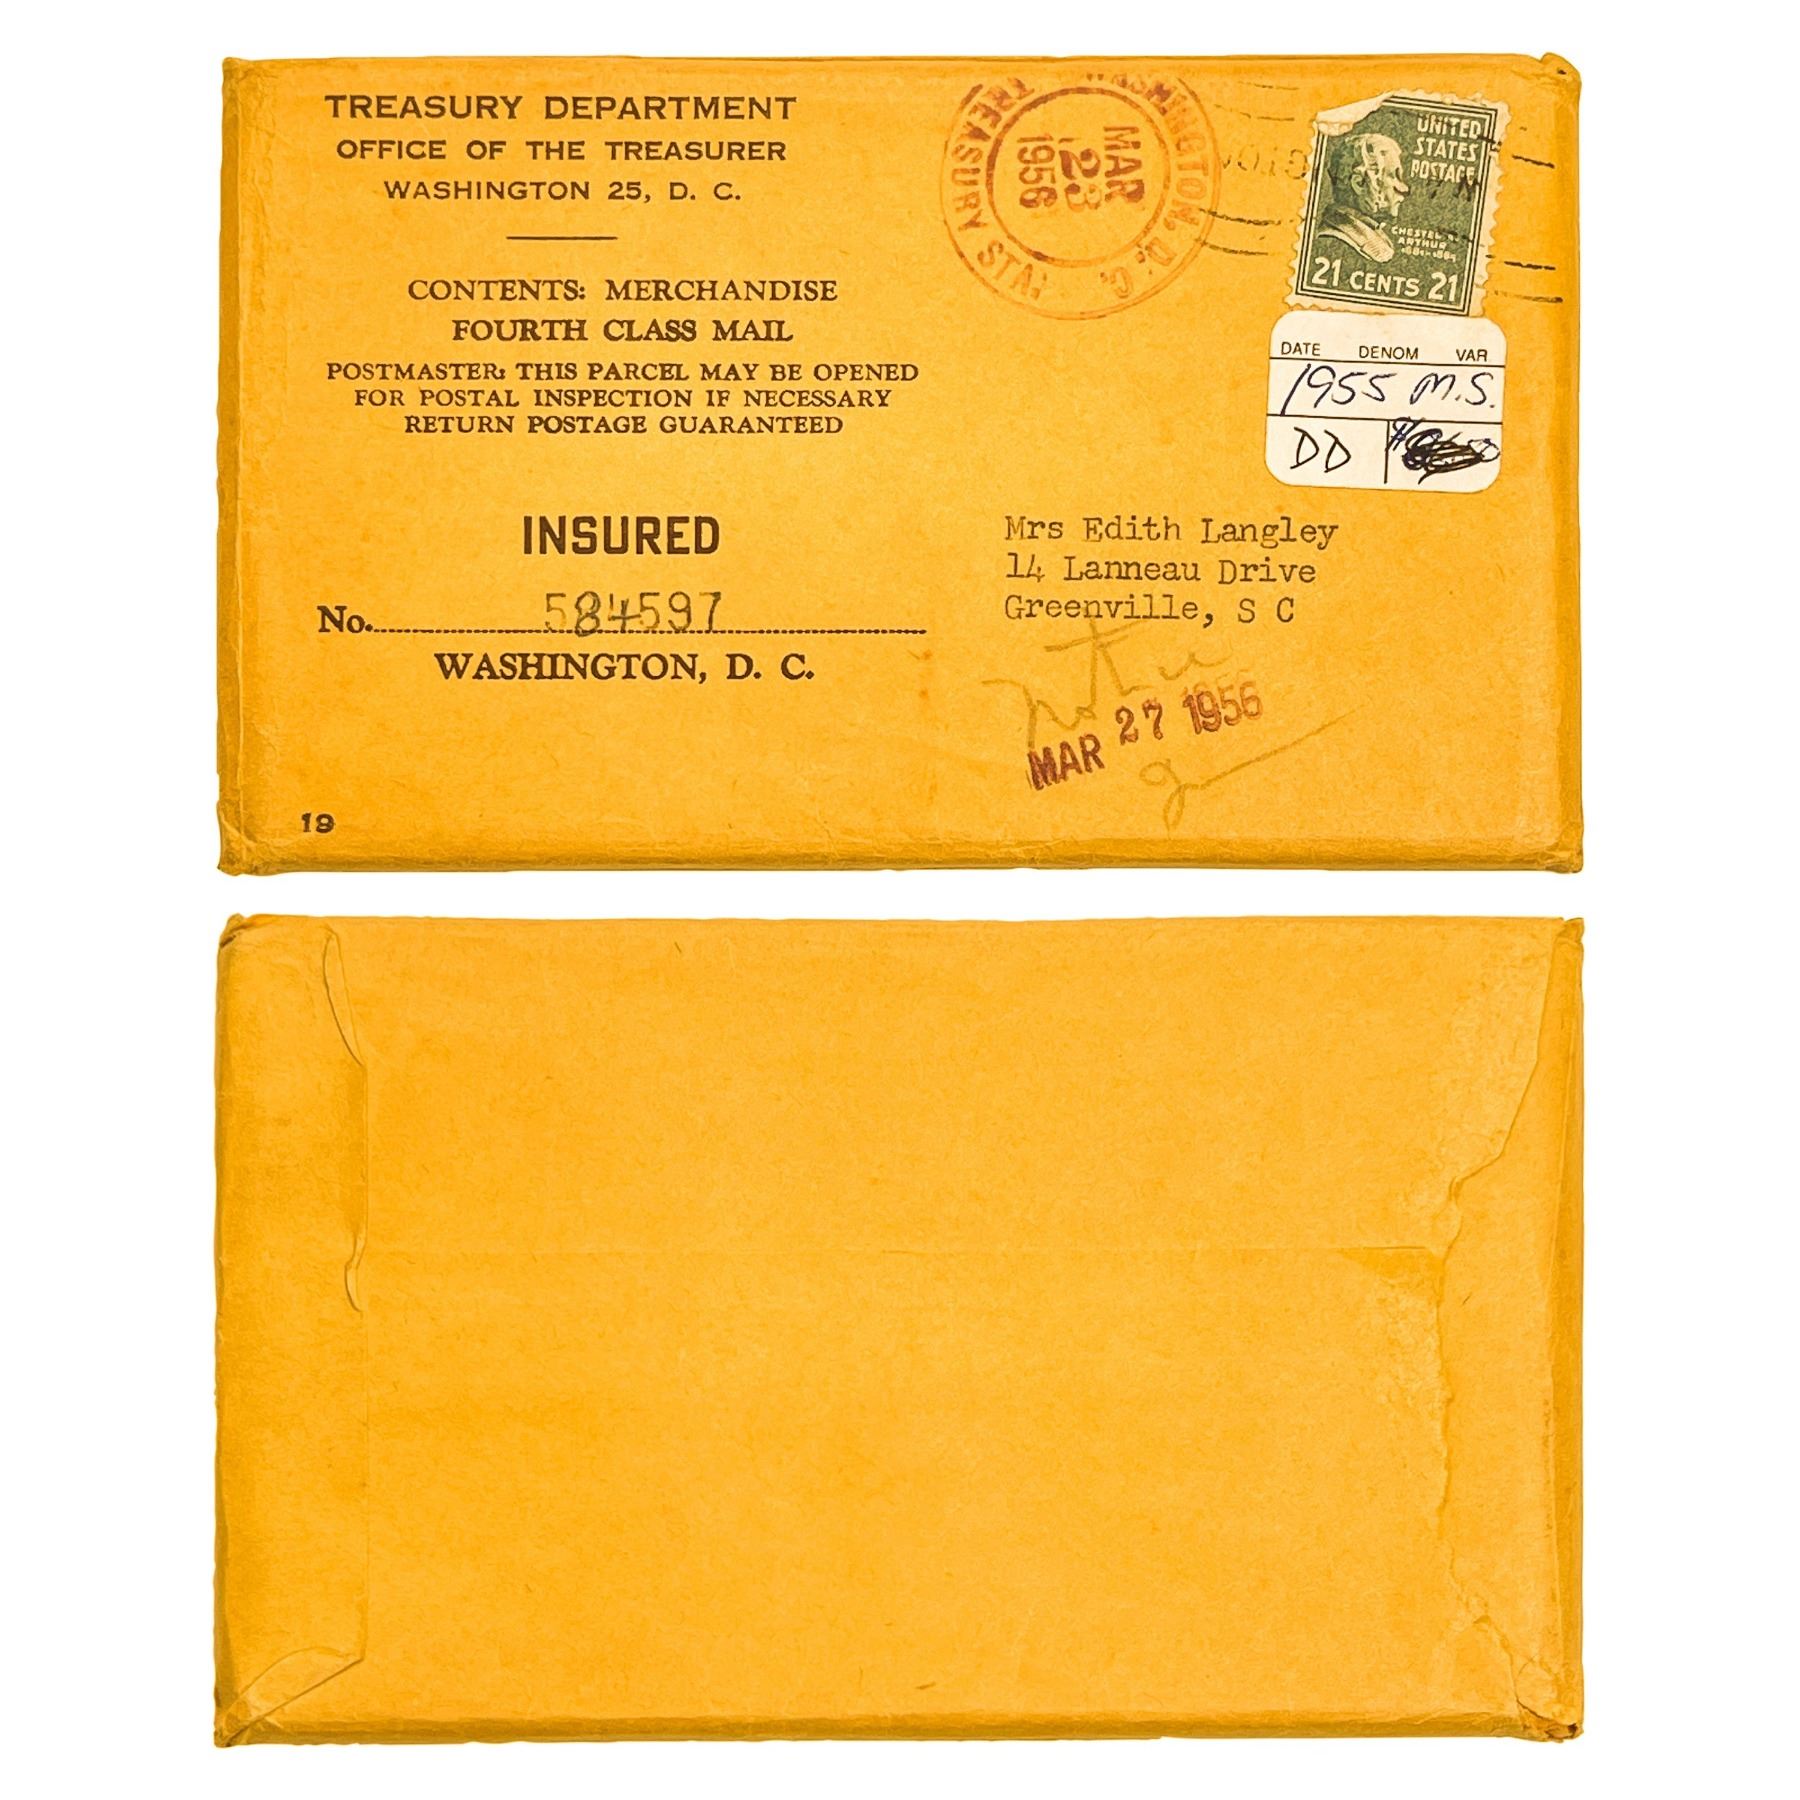 TREASURY DEPARTMENT
OFFICE OF THE TREASURER
WASHINGTON 25, D. C.
CONTENTS: MERCHANDISE
FOURTH CLASS MAIL
POSTMASTER: THIS PARCEL MAY BE OPENED
FOR POSTAL INSPECTION IF NECESSARY
RETURN POSTAGE GUARANTEED
INSURED
No. 584597
WASHINGTON, D. C.
19
WASHINGTON, D. C.
TREASURY STA.
MAR
23
1956
UNITED
STATES
POSTAGE
CHESTER A.
ARTHUR
21 CENTS 21
DATE DENOM VAR
1955 M.S.
DD
Mrs Edith Langley
14 Lanneau Drive
Greenville, S C
MAR 27 1956